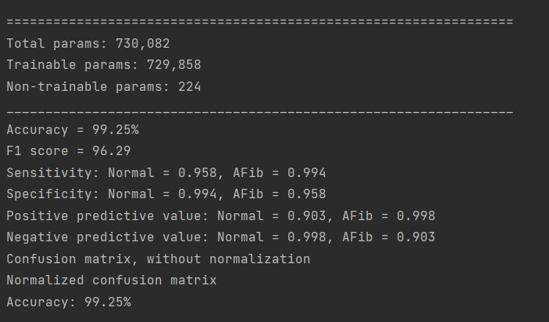 =================================================================
Total params: 730,082
Trainable params: 729,858
Non-trainable params: 224
_________________________________________________________________
Accuracy = 99.25%
F1 score = 96.29
Sensitivity: Normal = 0.958, AFib = 0.994
Specificity: Normal = 0.994, AFib = 0.958
Positive predictive value: Normal = 0.903, AFib = 0.998
Negative predictive value: Normal = 0.998, AFib = 0.903
Confusion matrix, without normalization
Normalized confusion matrix
Accuracy: 99.25%